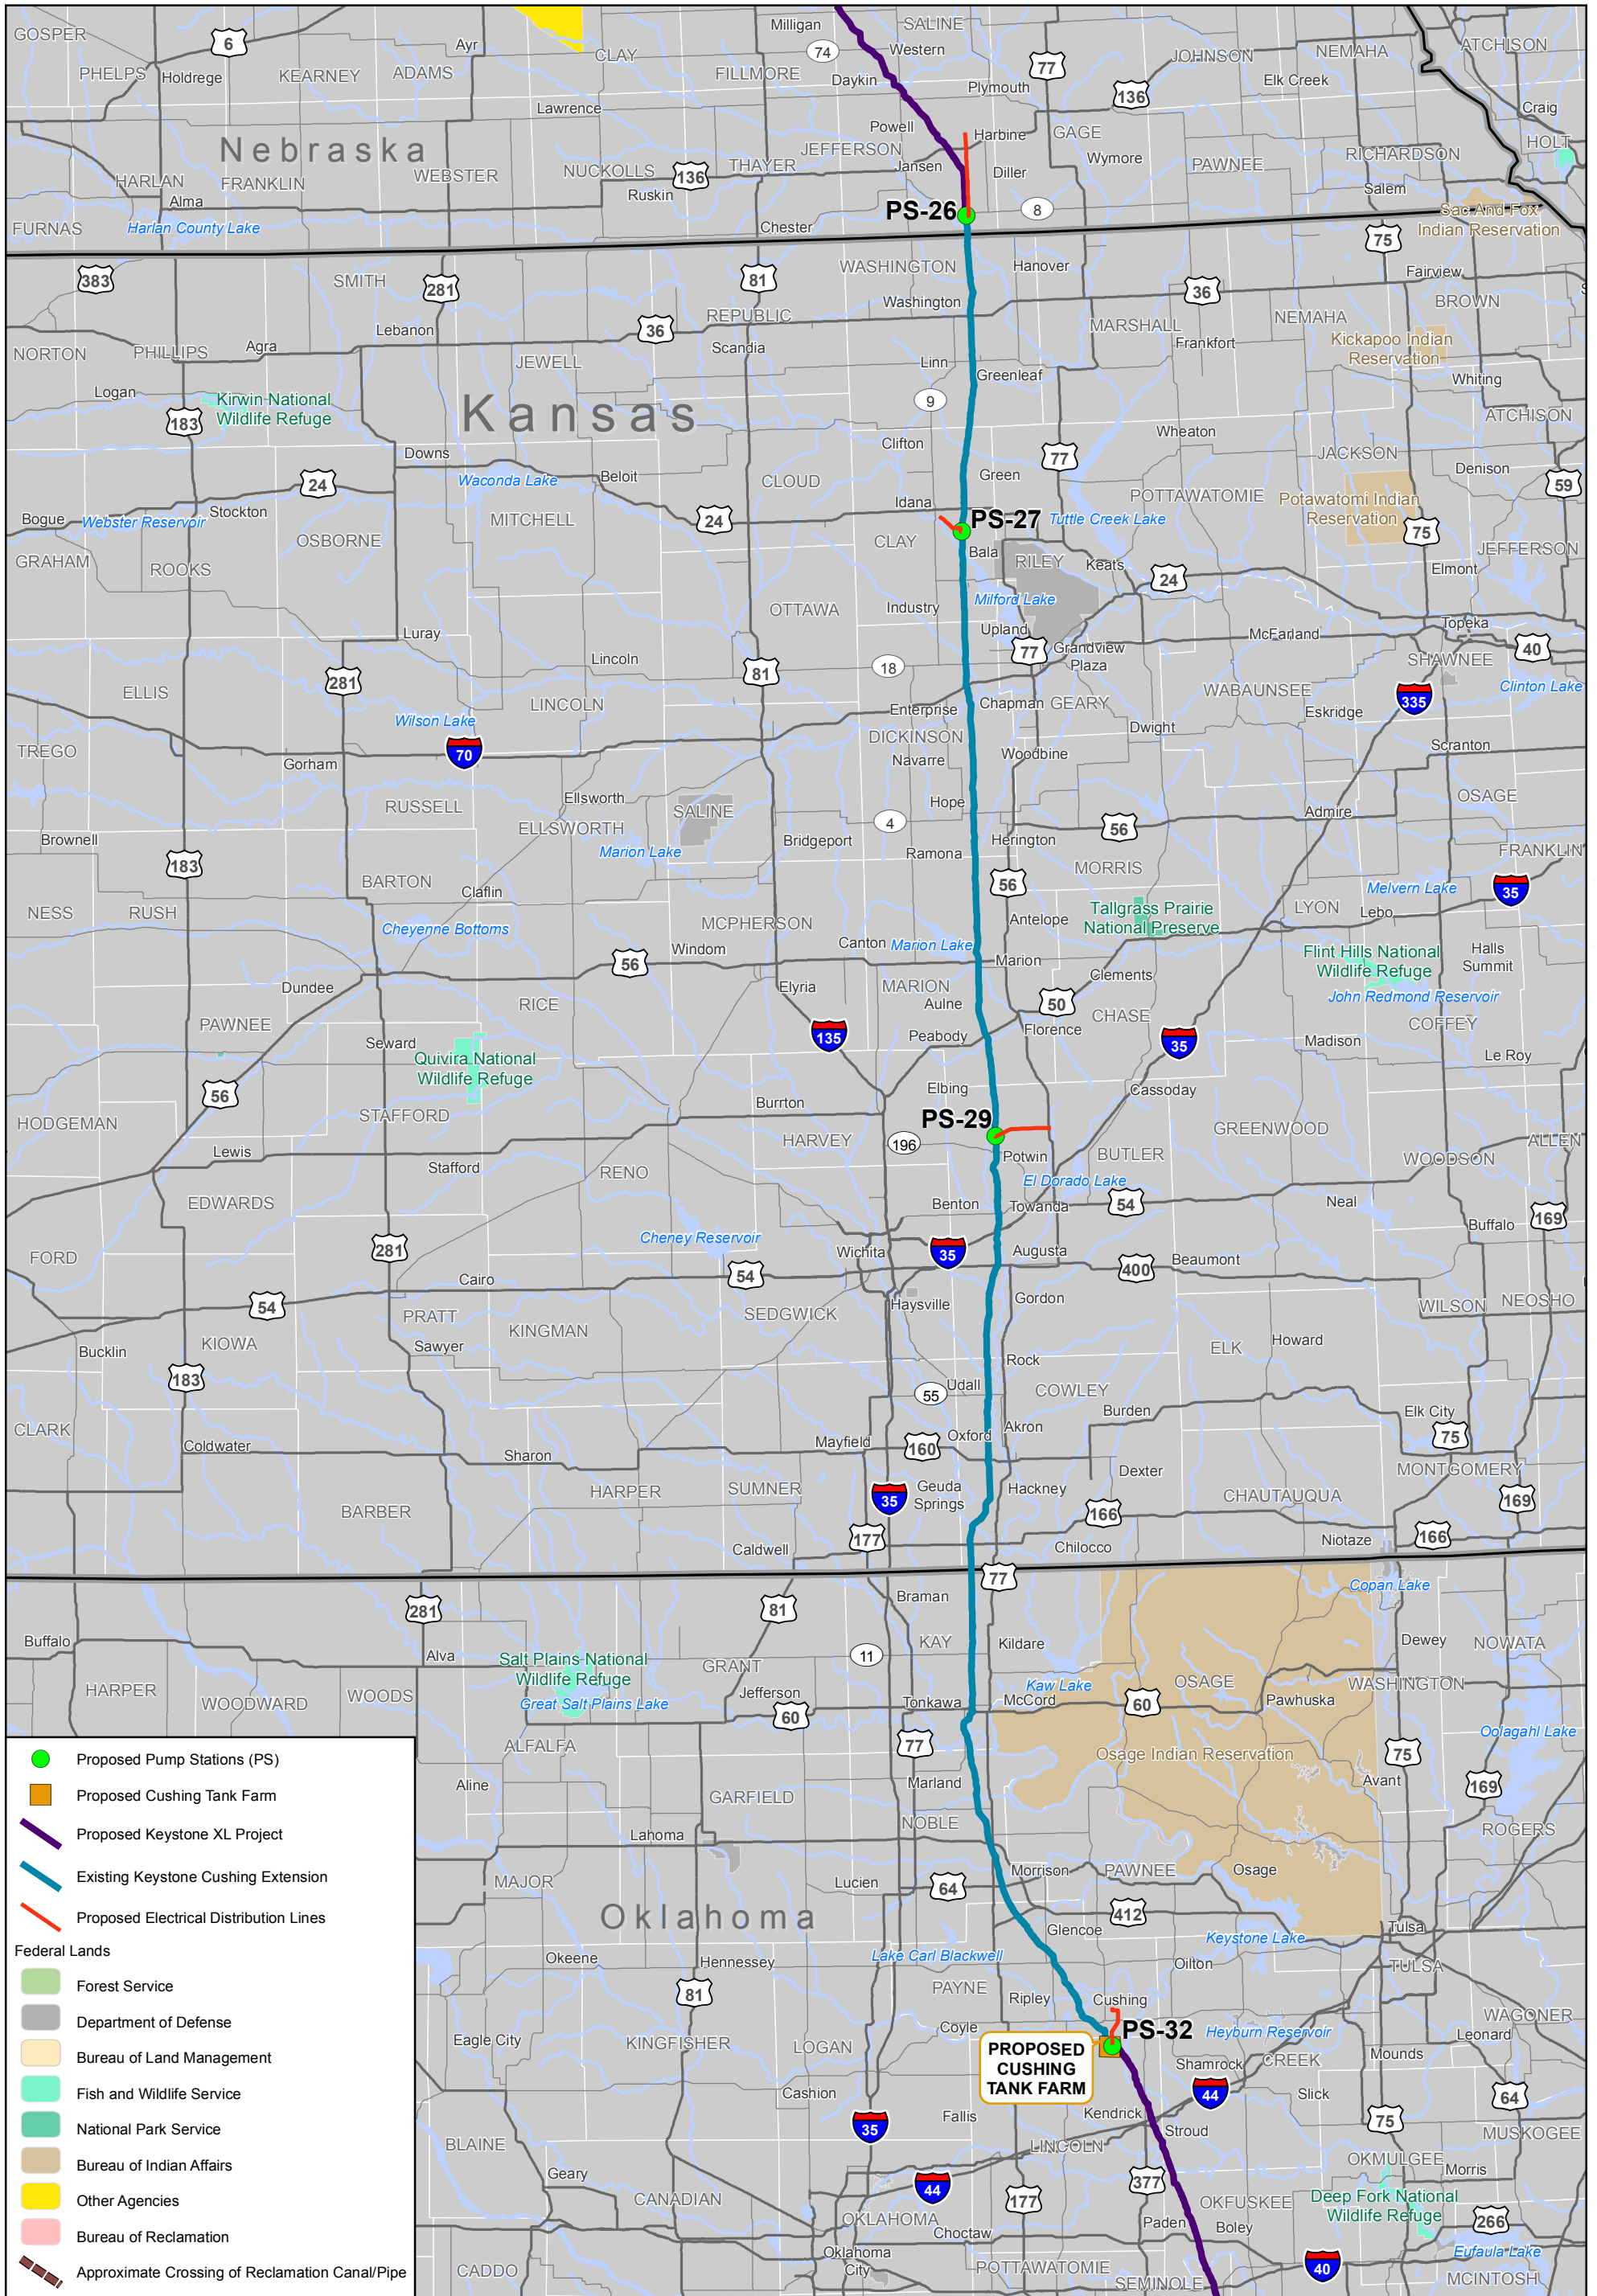 GOSPER
6
Ayr
CLAY
Milligan
SALINE
74
Western
77
JOHNSON
NEMAHA
ATCHISON
PHELPS
Holdrege
KEARNEY
ADAMS
FILLMORE
Daykin
Plymouth
136
Elk Creek
Lawrence
Craig
Nebraska
Powell
Harbine
GAGE
HOLT
JEFFERSON
Jansen
Wymore
PAWNEE
RICHARDSON
HARLAN
FRANKLIN
WEBSTER
NUCKOLLS
136
THAYER
Diller
Salem
Alma
Ruskin
PS-26
8
Sac And Fox
Indian Reservation
FURNAS
Harlan County Lake
Chester
75
383
SMITH
281
81
WASHINGTON
Hanover
Fairview
36
BROWN
Washington
REPUBLIC
MARSHALL
NEMAHA
Lebanon
36
Kickapoo Indian
Reservation
NORTON
PHILLIPS
Agra
JEWELL
Scandia
Frankfort
Linn
Greenleaf
Whiting
Logan
Kirwin National
Wildlife Refuge
183
Kansas
9
ATCHISON
Clifton
Wheaton
Downs
77
JACKSON
Waconda Lake
Beloit
CLOUD
Green
Denison
24
59
Bogue
Webster Reservoir
Stockton
MITCHELL
24
Idana
PS-27
Tuttle Creek Lake
POTTAWATOMIE
Potawatomi Indian
Reservation
75
OSBORNE
CLAY
Bala
RILEY
Keats
JEFFERSON
GRAHAM
ROOKS
24
Elmont
OTTAWA
Industry
Milford Lake
Luray
Upland
77
Grandview
Plaza
McFarland
Topeka
40
Lincoln
18
SHAWNEE
281
81
ELLIS
LINCOLN
Enterprise
Chapman
GEARY
WABAUNSEE
Eskridge
335
Clinton Lake
Wilson Lake
70
DICKINSON
Dwight
TREGO
Gorham
Navarre
Woodbine
Scranton
RUSSELL
Ellsworth
SALINE
Hope
OSAGE
ELLSWORTH
4
56
Admire
Brownell
Marion Lake
Bridgeport
Ramona
Herington
FRANKLIN
183
BARTON
Claflin
56
MORRIS
Melvern Lake
35
NESS
RUSH
Cheyenne Bottoms
MCPHERSON
Antelope
Tallgrass Prairie
National Preserve
LYON
Lebo
56
Windom
Canton
Marion Lake
Marion
Flint Hills National
Wildlife Refuge
Halls
Summit
Dundee
Elyria
MARION
Clements
John Redmond Reservoir
RICE
Aulne
50
PAWNEE
135
CHASE
COFFEY
Seward
Peabody
Florence
35
Madison
Quivira National
Wildlife Refuge
Le Roy
56
Elbing
Cassoday
HODGEMAN
STAFFORD
Burrton
PS-29
HARVEY
196
GREENWOOD
ALLEN
Lewis
Potwin
BUTLER
WOODSON
Stafford
RENO
El Dorado Lake
EDWARDS
Benton
Towanda
54
Neal
Buffalo
169
FORD
281
Cheney Reservoir
Wichita
35
Augusta
400
Beaumont
Cairo
54
54
Haysville
Gordon
SEDGWICK
WILSON
NEOSHO
PRATT
KINGMAN
KIOWA
Sawyer
Bucklin
ELK
Howard
183
Rock
Udall
55
COWLEY
CLARK
Burden
Elk City
Akron
75
Coldwater
Mayfield
160
Oxford
Sharon
Dexter
MONTGOMERY
HARPER
SUMNER
35
Geuda
Springs
Hackney
CHAUTAUQUA
169
BARBER
166
177
Niotaze
166
Caldwell
Chilocco
77
281
81
Braman
Copan Lake
Buffalo
KAY
Kildare
Dewey
NOWATA
Alva
Salt Plains National
Wildlife Refuge
GRANT
11
OSAGE
WASHINGTON
HARPER
WOODWARD
WOODS
Great Salt Plains Lake
Jefferson
60
Tonkawa
Kaw Lake
McCord
60
Pawhuska
Oolagahl Lake
ALFALFA
77
Osage Indian Reservation
75
Aline
Marland
Avant
169
GARFIELD
NOBLE
Lahoma
ROGERS
MAJOR
Lucien
64
Morrison
PAWNEE
Osage
Oklahoma
412
Glencoe
Tulsa
Okeene
Hennessey
Lake Carl Blackwell
Keystone Lake
Oilton
TULSA
81
PAYNE
Ripley
Cushing
WAGONER
Eagle City
KINGFISHER
LOGAN
Coyle
PS-32
Heyburn Reservoir
Leonard
PROPOSED
CUSHING
TANK FARM
Shamrock
CREEK
Mounds
Cashion
44
Slick
64
35
Fallis
Kendrick
Stroud
75
MUSKOGEE
BLAINE
LINCOLN
OKMULGEE
Geary
44
377
Morris
CANADIAN
177
OKFUSKEE
Deep Fork National
Wildlife Refuge
OKLAHOMA
Choctaw
Paden
Boley
266
Oklahoma
City
Eufaula Lake
CADDO
POTTAWATOMIE
40
SEMINOLE
MCINTOSH
Proposed Pump Stations (PS)
Proposed Cushing Tank Farm
Proposed Keystone XL Project
Existing Keystone Cushing Extension
Proposed Electrical Distribution Lines
Federal Lands
Forest Service
Department of Defense
Bureau of Land Management
Fish and Wildlife Service
National Park Service
Bureau of Indian Affairs
Other Agencies
Bureau of Reclamation
Approximate Crossing of Reclamation Canal/Pipe